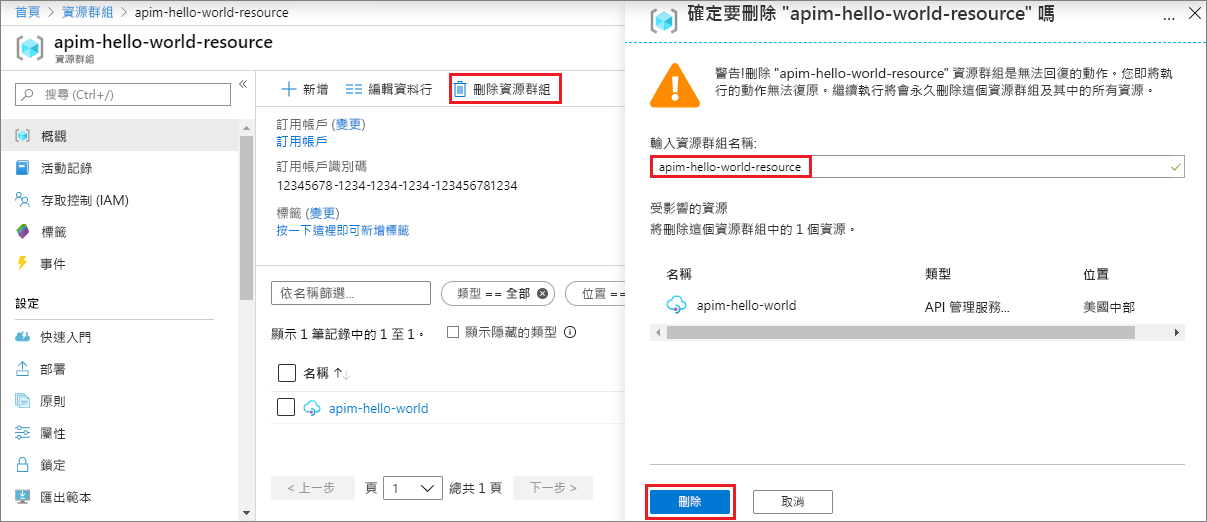 首頁 > 資源群組 > apim-hello-world-resource
apim-hello-world-resource
資源群組
搜尋 (Ctrl+/)
«
概觀
活動記錄
存取控制 (IAM)
標籤
事件
設定
快速入門
部署
原則
屬性
鎖定
匯出範本
新增 編輯資料行 刪除資源群組
訂用帳戶 (變更)
訂用帳戶
訂用帳戶識別碼
12345678-1234-1234-1234-123456781234
標籤 (變更)
按一下這裡即可新增標籤
依名稱篩選... 類型 == 全部 位置 ==
顯示 1 筆記錄中的 1 至 1。 顯示隱藏的類型
名稱 ↑↓
apim-hello-world
< 上一步 頁 1 總共 1 頁 下一步 >
確定要刪除 "apim-hello-world-resource" 嗎 ...
警告!刪除 "apim-hello-world-resource" 資源群組是無法回復的動作。您即將執
行的動作無法復原。繼續執行將會永久刪除這個資源群組及其中的所有資源。
輸入資源群組名稱:
apim-hello-world-resource
受影響的資源
將刪除這個資源群組中的 1 個資源。
名稱 類型 位置
apim-hello-world API 管理服務... 美國中部
刪除 取消